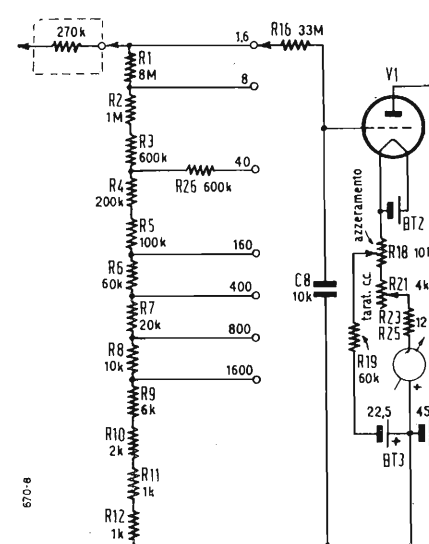 270k
R1
8M
R2
1M
R3
600k
R4
200k
R5
100k
R6
60k
R7
20k
R8
10k
R9
6k
R10
2k
R11
1k
R12
1k
1,6
8
40
R26 600k
160
400
800
1600
R16 33M
V1
C8
10k
azzeramento
BT2
R18
tarat. c.c.
R21
4k
R23
R25
12
R19
60k
22,5
+
BT3
+
45
670-8